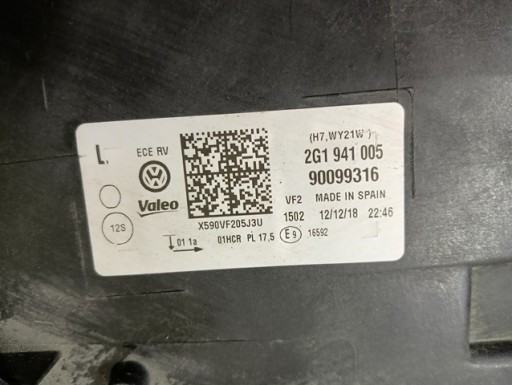 L.
ECE RV
(H7,WY21W )
2G1 941 005
90099316
Valeo
VF2 MADE IN SPAIN
12S
X590VF205J3U
1502 12/12/18 22:46
01 1a 01HCR PL 17,5 E9 16592